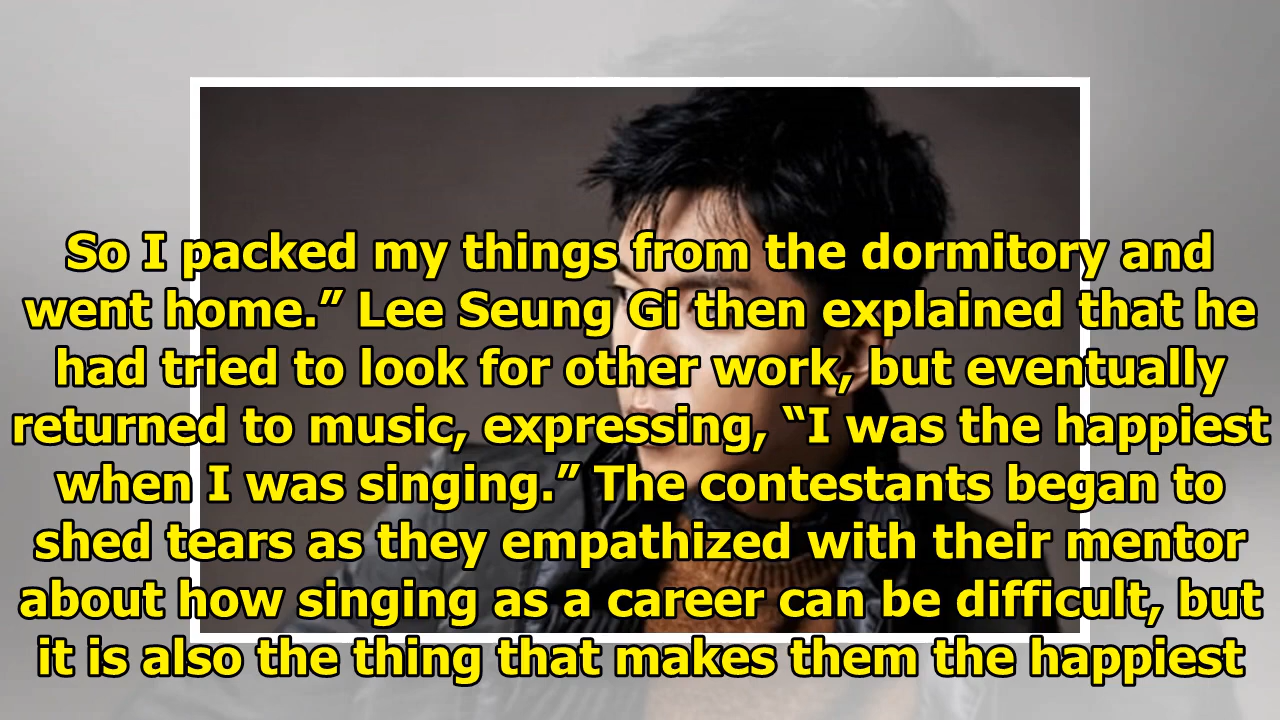 So I packed my things from the dormitory and
went home.” Lee Seung Gi then explained that he
had tried to look for other work, but eventually
returned to music, expressing, “I was the happiest
when I was singing.” The contestants began to
shed tears as they empathized with their mentor
about how singing as a career can be difficult, but
it is also the thing that makes them the happiest